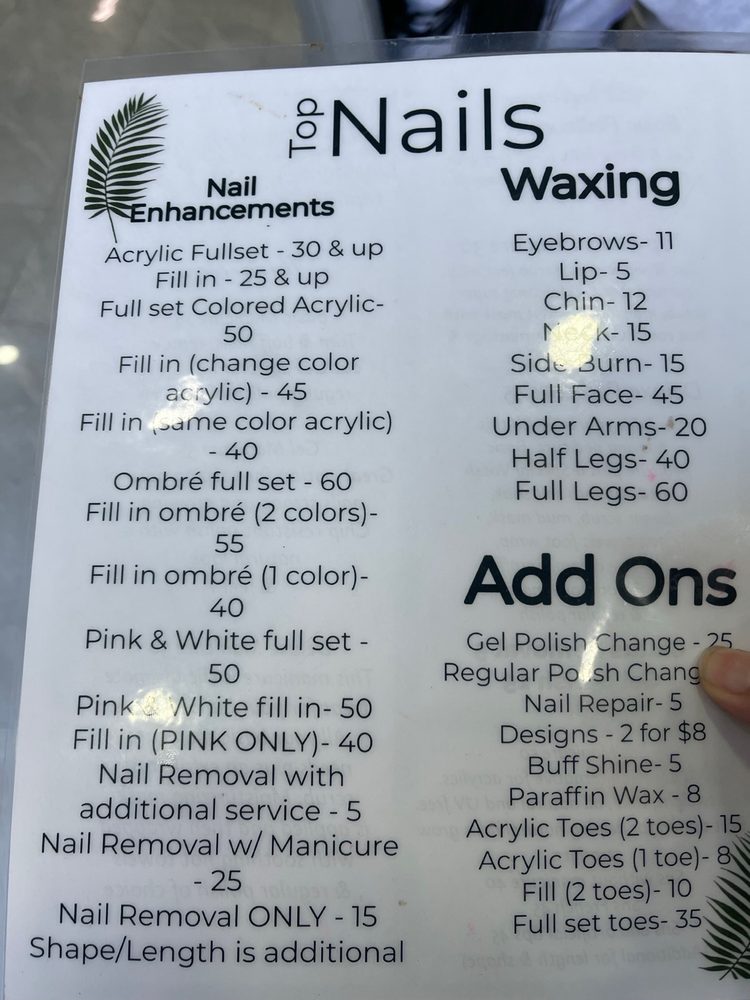 Top Nails
Nail
Enhancements
Acrylic Fullset - 30 & up
Fill in - 25 & up
Full set Colored Acrylic-
50
Fill in (change color
acrylic) - 45
Fill in (same color acrylic)
- 40
Ombré full set - 60
Fill in ombré (2 colors)-
55
Fill in ombré (1 color)-
40
Pink & White full set -
50
Pink & White fill in- 50
Fill in (PINK ONLY)- 40
Nail Removal with
additional service - 5
Nail Removal w/ Manicure
- 25
Nail Removal ONLY - 15
Shape/Length is additional
Waxing
Eyebrows- 11
Lip- 5
Chin- 12
Neck- 15
Side Burn- 15
Full Face- 45
Under Arms- 20
Half Legs- 40
Full Legs- 60
Add Ons
Gel Polish Change - 25
Regular Polish Chang
Nail Repair- 5
Designs - 2 for $8
Buff Shine- 5
Paraffin Wax - 8
Acrylic Toes (2 toes)- 15
Acrylic Toes (1 toe)- 8
Fill (2 toes)- 10
Full set toes- 35